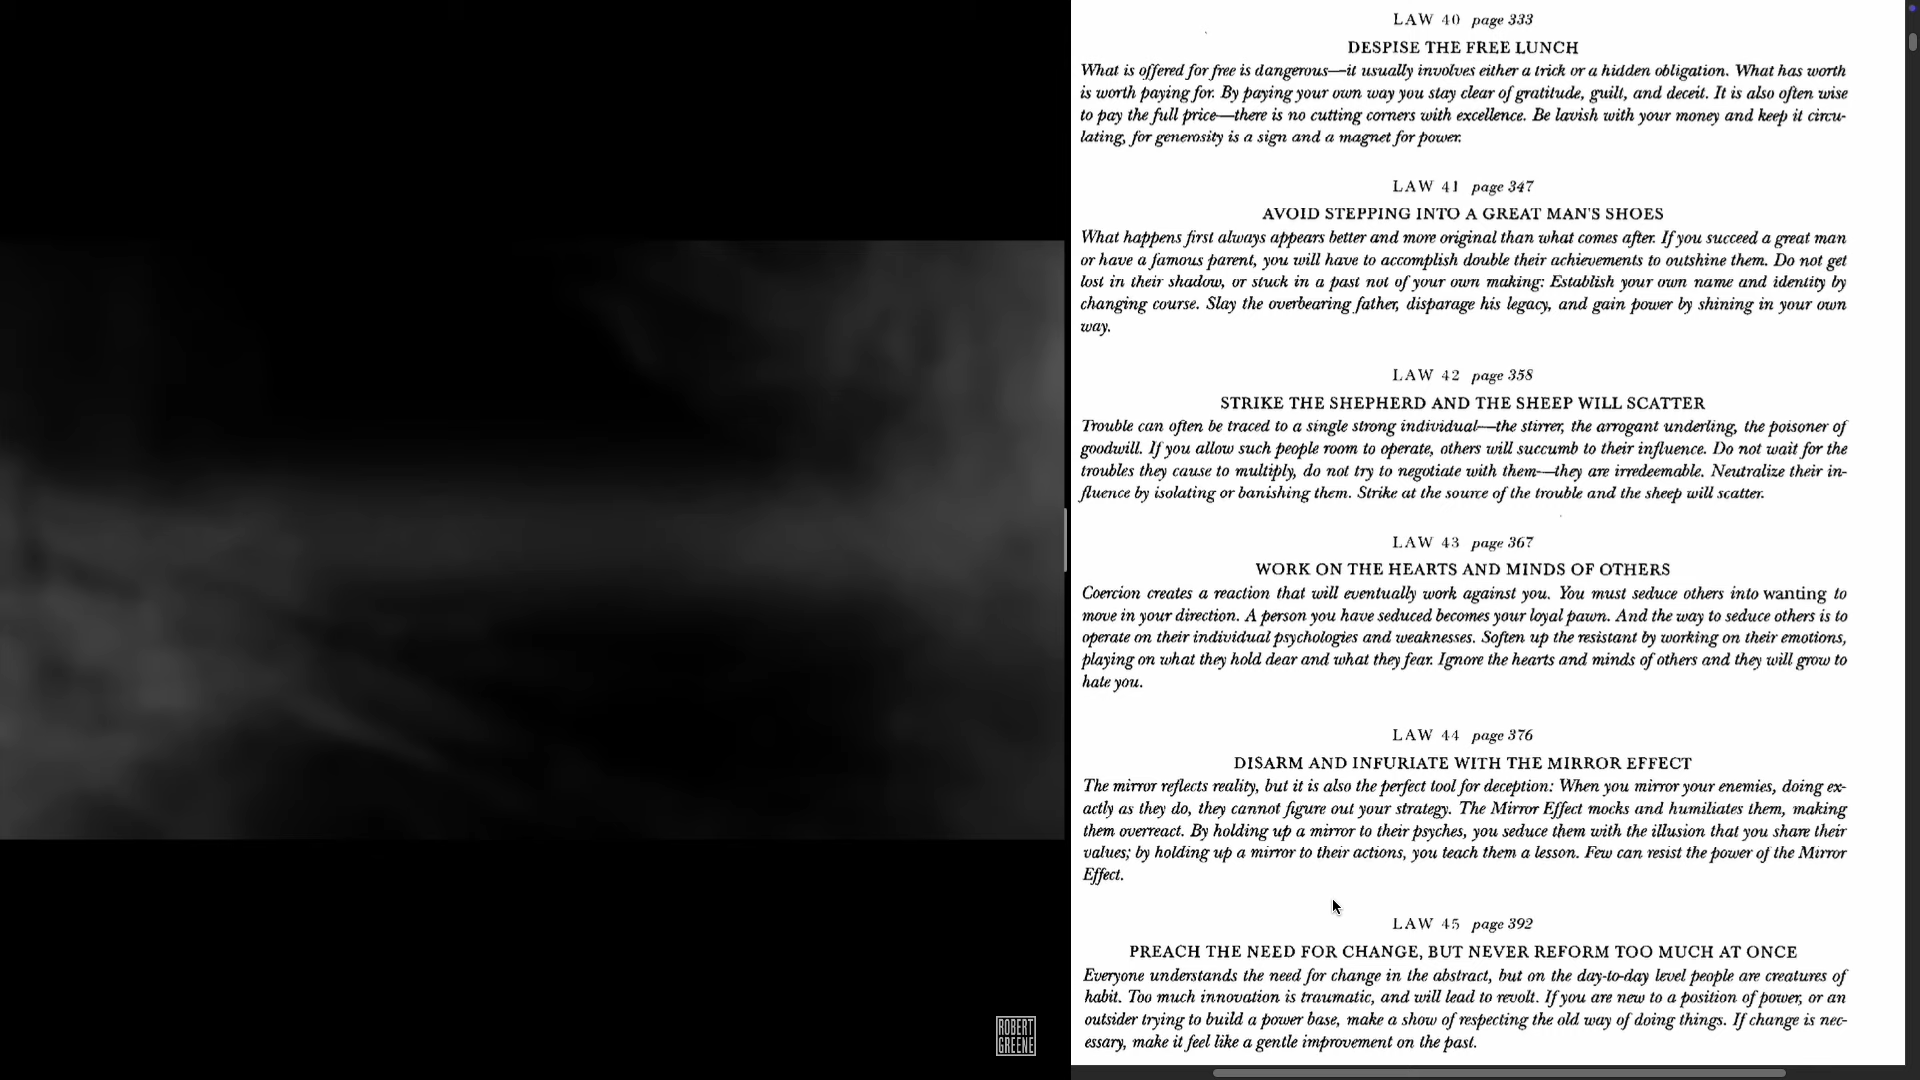 LAW 40 page 333
DESPISE THE FREE LUNCH
What is offered for free is dangerous—it usually involves either a trick or a hidden obligation. What has worth
is worth paying for. By paying your own way you stay clear of gratitude, guilt, and deceit. It is also often wise
to pay the full price—there is no cutting corners with excellence. Be lavish with your money and keep it circu-
lating, for generosity is a sign and a magnet for power.
LAW 41 page 347
AVOID STEPPING INTO A GREAT MAN'S SHOES
What happens first always appears better and more original than what comes after. If you succeed a great man
or have a famous parent, you will have to accomplish double their achievements to outshine them. Do not get
lost in their shadow, or stuck in a past not of your own making: Establish your own name and identity by
changing course. Slay the overbearing father, disparage his legacy, and gain power by shining in your own
way.
LAW 42 page 358
STRIKE THE SHEPHERD AND THE SHEEP WILL SCATTER
Trouble can often be traced to a single strong individual—the stirrer, the arrogant underling, the poisoner of
goodwill. If you allow such people room to operate, others will succumb to their influence. Do not wait for the
troubles they cause to multiply, do not try to negotiate with them—they are irredeemable. Neutralize their in-
fluence by isolating or banishing them. Strike at the source of the trouble and the sheep will scatter.
LAW 43 page 367
WORK ON THE HEARTS AND MINDS OF OTHERS
Coercion creates a reaction that will eventually work against you. You must seduce others into wanting to
move in your direction. A person you have seduced becomes your loyal pawn. And the way to seduce others is to
operate on their individual psychologies and weaknesses. Soften up the resistant by working on their emotions,
playing on what they hold dear and what they fear. Ignore the hearts and minds of others and they will grow to
hate you.
LAW 44 page 376
DISARM AND INFURIATE WITH THE MIRROR EFFECT
The mirror reflects reality, but it is also the perfect tool for deception: When you mirror your enemies, doing ex-
actly as they do, they cannot figure out your strategy. The Mirror Effect mocks and humiliates them, making
them overreact. By holding up a mirror to their psyches, you seduce them with the illusion that you share their
values; by holding up a mirror to their actions, you teach them a lesson. Few can resist the power of the Mirror
Effect.
LAW 45 page 392
PREACH THE NEED FOR CHANGE, BUT NEVER REFORM TOO MUCH AT ONCE
Everyone understands the need for change in the abstract, but on the day-to-day level people are creatures of
habit. Too much innovation is traumatic, and will lead to revolt. If you are new to a position of power, or an
outsider trying to build a power base, make a show of respecting the old way of doing things. If change is nec-
essary, make it feel like a gentle improvement on the past.
ROBERT
GREENE